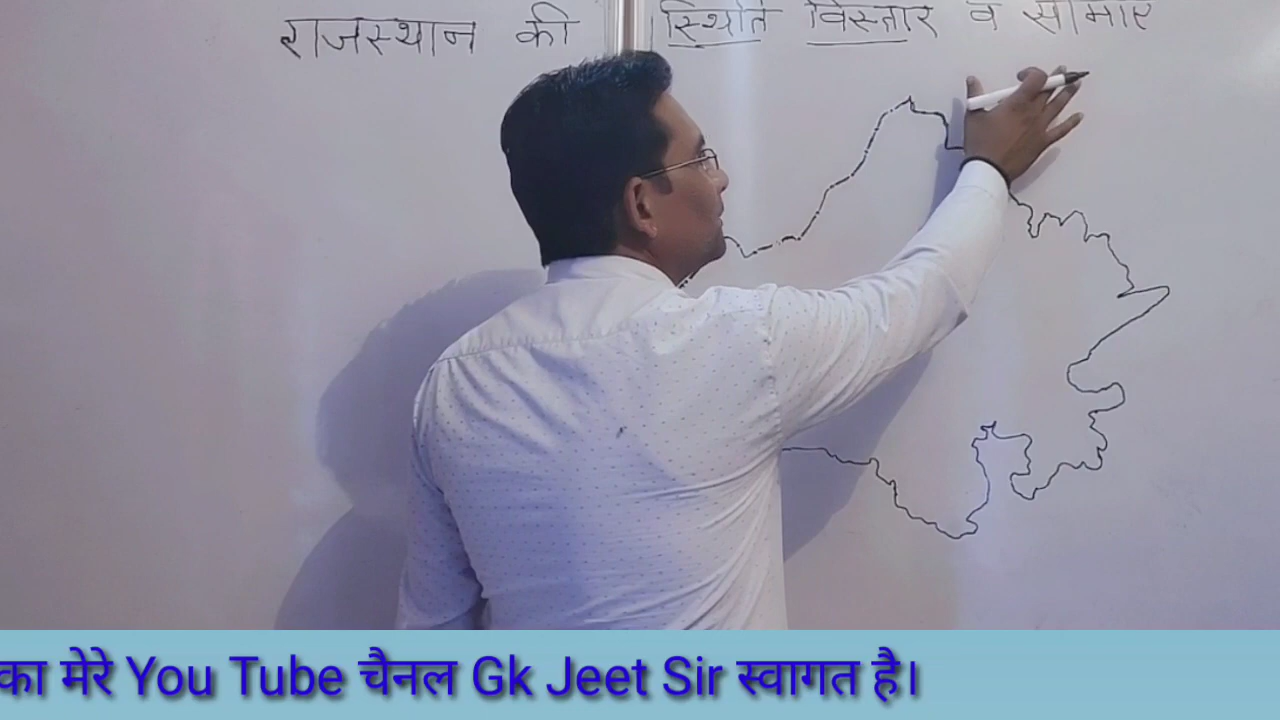 राजस्थान की स्थिति विस्तार व सीमाएं
का मेरे You Tube चैनल Gk Jeet Sir स्वागत है।